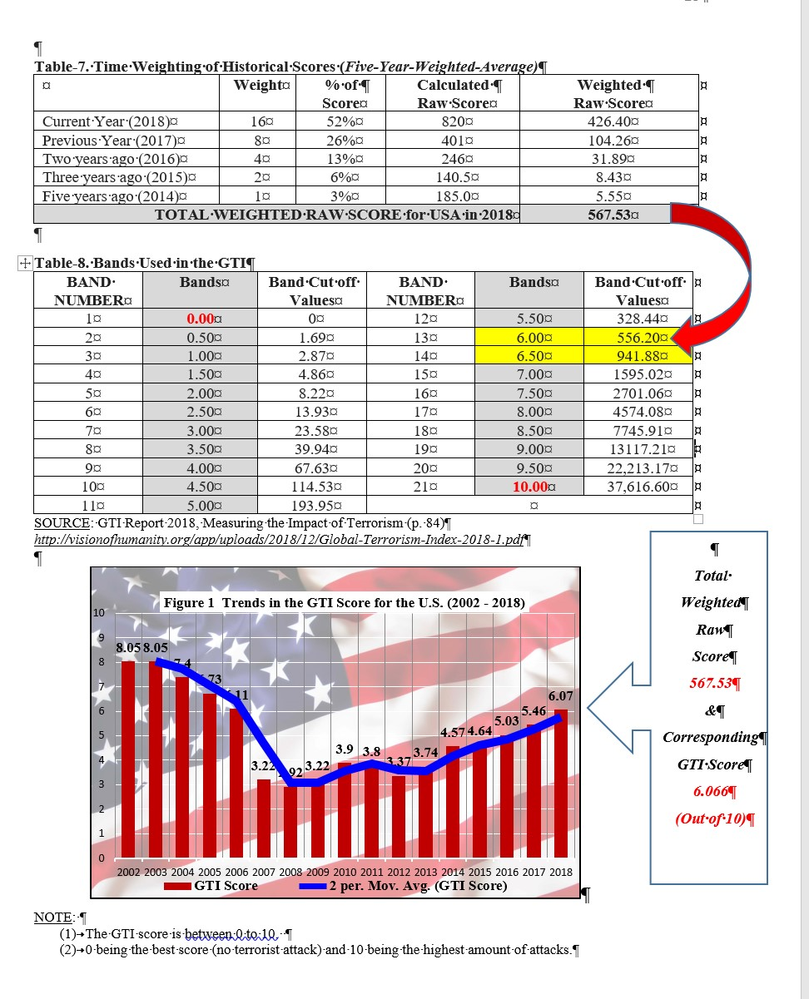 Table-7. Time Weighting of Historical Scores (Five-Year-Weighted-Average)¶
¤ Weight¤ % of ¶ Calculated ¶ Weighted ¶ ¤
Score¤ Raw Score¤ Raw Score¤
Current Year (2018)¤ 16¤ 52%¤ 820¤ 426.40¤ ¤
Previous Year (2017)¤ 8¤ 26%¤ 401¤ 104.26¤ ¤
Two years ago (2016)¤ 4¤ 13%¤ 246¤ 31.89¤ ¤
Three years ago (2015)¤ 2¤ 6%¤ 140.5¤ 8.43¤ ¤
Five years ago (2014)¤ 1¤ 3%¤ 185.0¤ 5.55¤ ¤
TOTAL WEIGHTED RAW SCORE for USA in 2018¤ 567.53¤
¶
Table-8. Bands Used in the GTI¶
BAND Bands¤ Band Cut off BAND Bands¤ Band Cut off ¤
NUMBER¤ Values¤ NUMBER¤ Values¤
1¤ 0.00¤ 0¤ 12¤ 5.50¤ 328.44¤ ¤
2¤ 0.50¤ 1.69¤ 13¤ 6.00¤ 556.20¤
3¤ 1.00¤ 2.87¤ 14¤ 6.50¤ 941.88¤ ¤
4¤ 1.50¤ 4.86¤ 15¤ 7.00¤ 1595.02¤ ¤
5¤ 2.00¤ 8.22¤ 16¤ 7.50¤ 2701.06¤ ¤
6¤ 2.50¤ 13.93¤ 17¤ 8.00¤ 4574.08¤ ¤
7¤ 3.00¤ 23.58¤ 18¤ 8.50¤ 7745.91¤ ¤
8¤ 3.50¤ 39.94¤ 19¤ 9.00¤ 13117.21¤ ¤
9¤ 4.00¤ 67.63¤ 20¤ 9.50¤ 22,213.17¤ ¤
10¤ 4.50¤ 114.53¤ 21¤ 10.00¤ 37,616.60¤ ¤
11¤ 5.00¤ 193.95¤ ¤ ¤
SOURCE: GTI Report 2018, Measuring the Impact of Terrorism (p. 84)¶
http://visionofhumanity.org/app/uploads/2018/12/Global-Terrorism-Index-2018-1.pdf¶
¶
Figure 1 Trends in the GTI Score for the U.S. (2002 - 2018)
10
9
8
7
6
5
4
3
2
1
0
8.05 8.05 7.4 .73 .11 3.22 .92 3.22 3.9 3.8 3.37 3.74 4.57 4.64 5.03 5.46 6.07
2002 2003 2004 2005 2006 2007 2008 2009 2010 2011 2012 2013 2014 2015 2016 2017 2018
GTI Score 2 per. Mov. Avg. (GTI Score)
¶
¶
Total
Weighted¶
Raw¶
Score¶
567.53¶
&¶
Corresponding¶
GTI Score¶
6.066¶
(Out of 10)¶
NOTE: ¶
(1)→The GTI score is between 0 to 10. ¶
(2)→0 being the best score (no terrorist attack) and 10 being the highest amount of attacks.¶